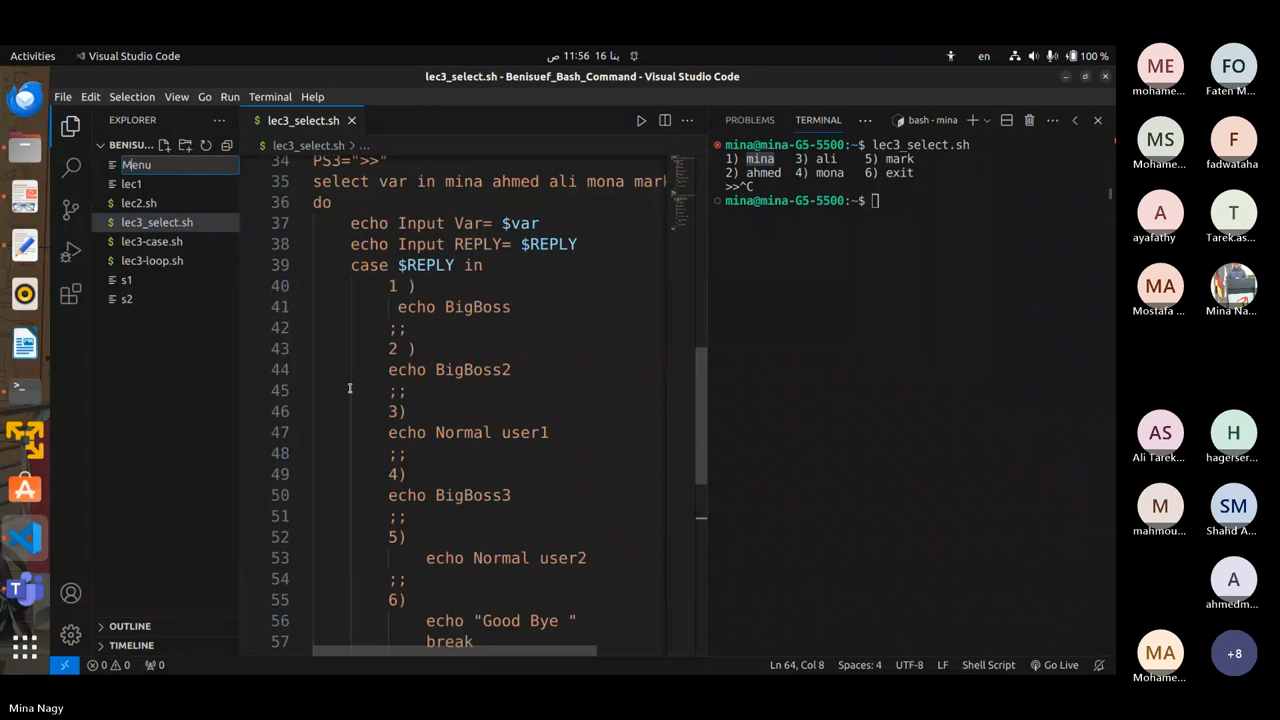 Activities
Visual Studio Code
11:56 16 ينا ص
en
100 %
lec3_select.sh - Benisuef_Bash_Command - Visual Studio Code
File Edit Selection View Go Run Terminal Help
EXPLORER
BENISU...
Menu
lec1
lec2.sh
lec3_select.sh
lec3-case.sh
lec3-loop.sh
s1
s2
OUTLINE
TIMELINE
lec3_select.sh
lec3_select.sh > ...
34 PS3=">>"
35 select var in mina ahmed ali mona mark
36 do
37 echo Input Var= $var
38 echo Input REPLY= $REPLY
39 case $REPLY in
40 1 )
41 echo BigBoss
42 ;;
43 2 )
44 echo BigBoss2
45 ;;
46 3)
47 echo Normal user1
48 ;;
49 4)
50 echo BigBoss3
51 ;;
52 5)
53 echo Normal user2
54 ;;
55 6)
56 echo "Good Bye "
57 break
PROBLEMS TERMINAL ... bash - mina
mina@mina-G5-5500:~$ lec3_select.sh
1) mina 3) ali 5) mark
2) ahmed 4) mona 6) exit
>>^C
mina@mina-G5-5500:~$
0 0 0
Ln 64, Col 8 Spaces: 4 UTF-8 LF Shell Script Go Live
ME
mohame...
FO
Faten M...
MS
Mohame...
F
fadwataha
A
ayafathy
T
Tarek.as...
MA
Mostafa ...
Mina Na...
AS
Ali Tarek...
H
hagerser...
M
mahmou...
SM
Shahd A...
A
ahmedm...
MA
Mohame...
+8
Mina Nagy